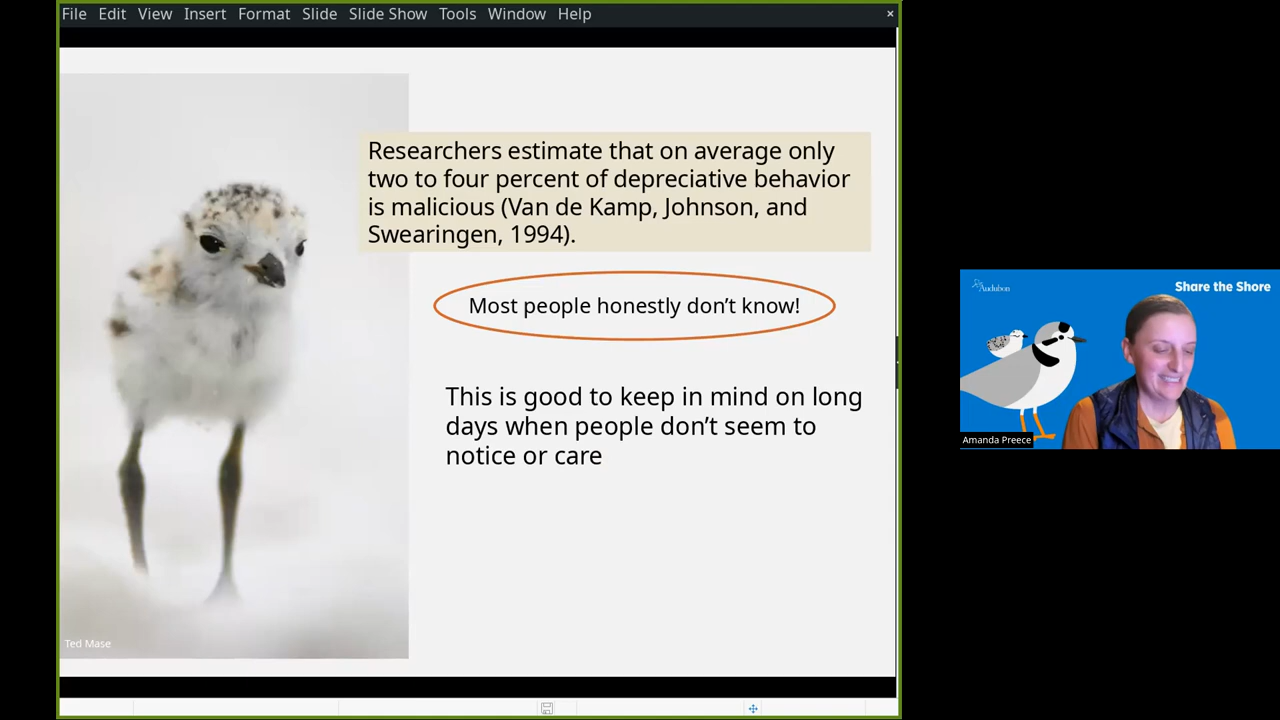 File Edit View Insert Format Slide Slide Show Tools Window Help ×
Researchers estimate that on average only
two to four percent of depreciative behavior
is malicious (Van de Kamp, Johnson, and
Swearingen, 1994).
Most people honestly don’t know!
This is good to keep in mind on long
days when people don’t seem to
notice or care
Ted Mase
Audubon
Share the Shore
Amanda Preece